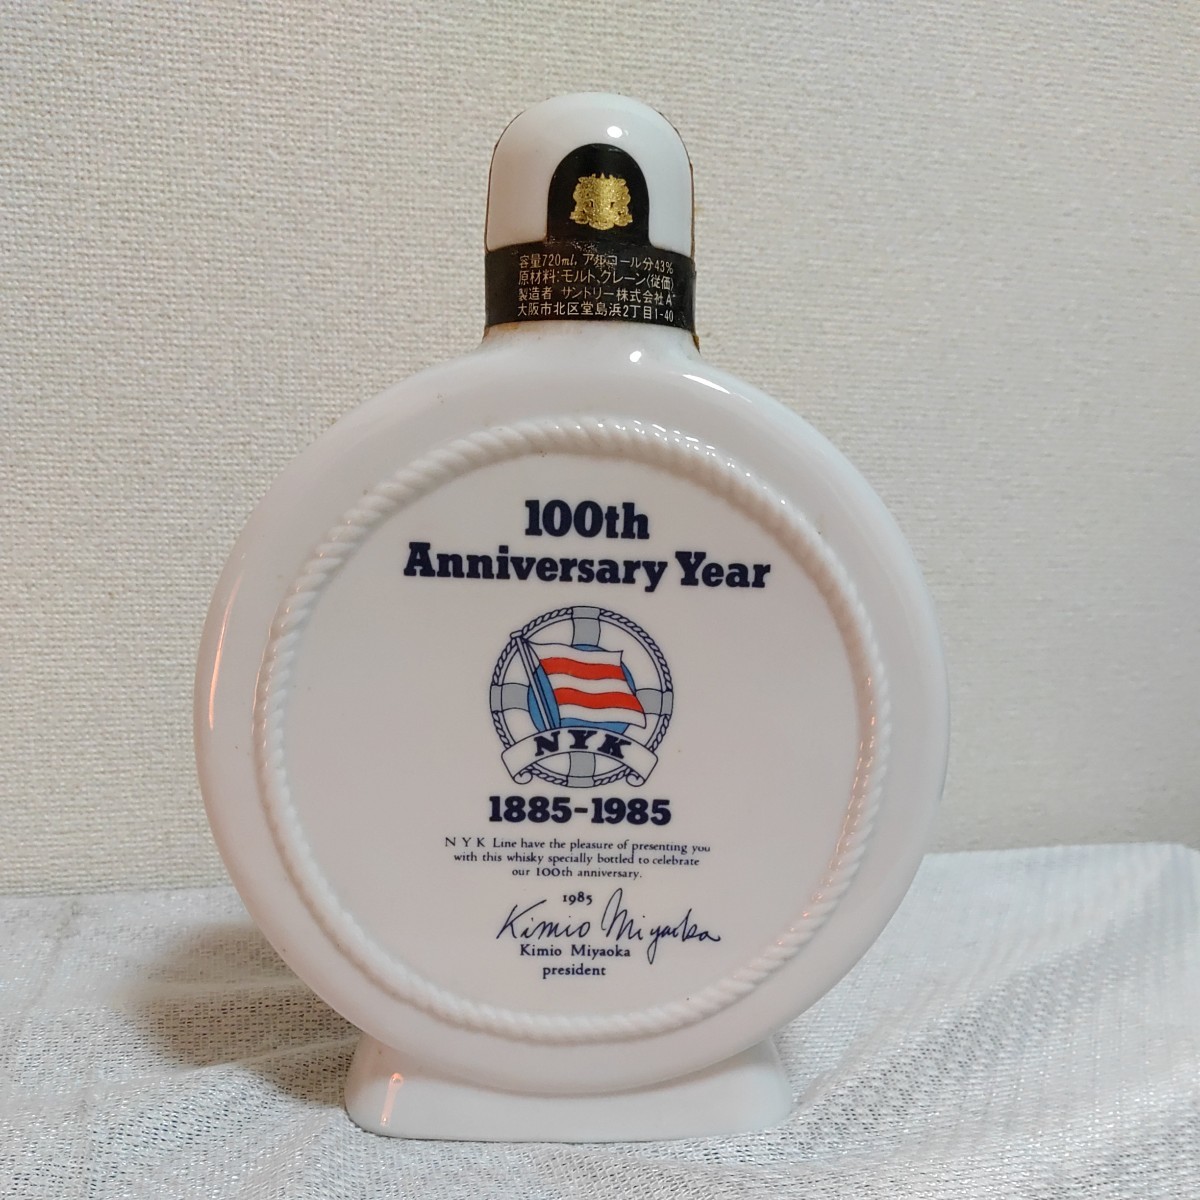 容量720ml, アルコール分43%
原材料:モルト,グレーン(従価)
製造者 サントリー株式会社 A
大阪市北区堂島浜2丁目1-40
100th
Anniversary Year
NYK
1885-1985
N Y K Line have the pleasure of presenting you
with this whisky specially bottled to celebrate
our 100th anniversary.
1985
Kimio Miyaoka
Kimio Miyaoka
president